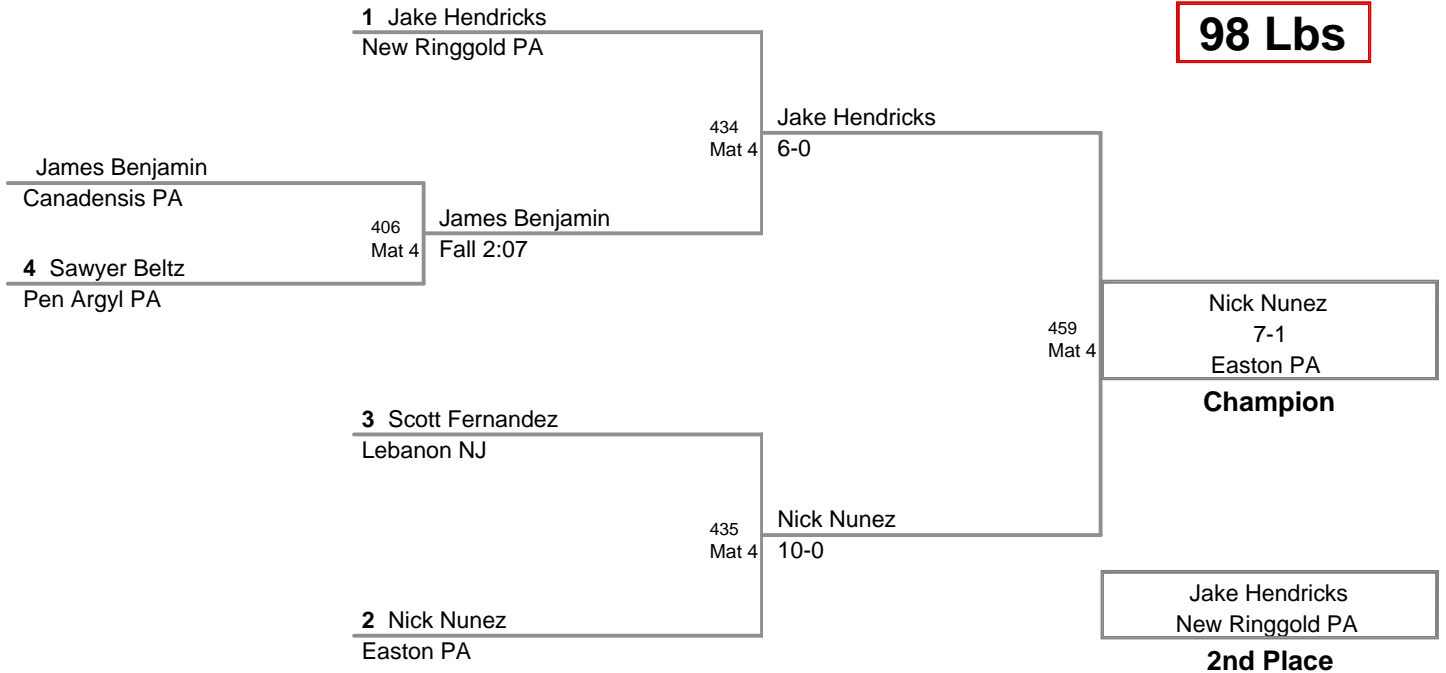 98 Lbs
1 Jake Hendricks
New Ringgold PA
434
Mat 4
Jake Hendricks
6-0
James Benjamin
Canadensis PA
406
Mat 4
James Benjamin
Fall 2:07
4 Sawyer Beltz
Pen Argyl PA
459
Mat 4
Nick Nunez
7-1
Easton PA
Champion
3 Scott Fernandez
Lebanon NJ
435
Mat 4
Nick Nunez
10-0
2 Nick Nunez
Easton PA
Jake Hendricks
New Ringgold PA
2nd Place